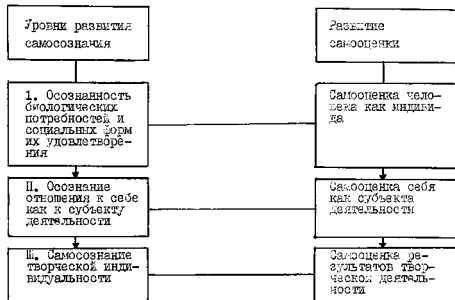 Уровни развития
самосознания
Развитие
самооценки
1. Осознанность
биологических
потребностей и
социальных форм
их удовлетворе-
ния
Самооценка чело-
века как индиви-
да
П. Осознание
отношения к себе
как к субъекту
деятельности
Самооценка себя
как субъекта
деятельности
Ш. Самосознание
творческой инди-
видуальности
Самооценка ре-
зультатов твор-
ческой деятель-
ности